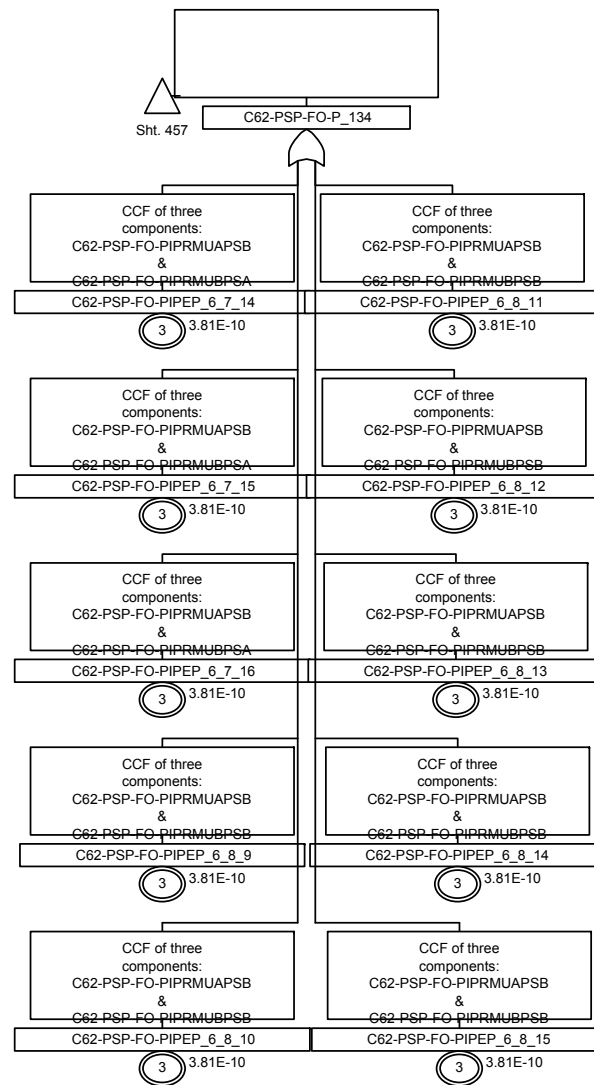 Sht. 457
C62-PSP-FO-P_134
CCF of three
components:
C62-PSP-FO-PIPRMUAPSB
&
C62-PSP-FO-PIPRMUBPSA
C62-PSP-FO-PIPEP_6_7_14
3
3.81E-10
CCF of three
components:
C62-PSP-FO-PIPRMUAPSB
&
C62-PSP-FO-PIPRMUBPSB
C62-PSP-FO-PIPEP_6_8_11
3
3.81E-10
CCF of three
components:
C62-PSP-FO-PIPRMUAPSB
&
C62-PSP-FO-PIPRMUBPSA
C62-PSP-FO-PIPEP_6_7_15
3
3.81E-10
CCF of three
components:
C62-PSP-FO-PIPRMUAPSB
&
C62-PSP-FO-PIPRMUBPSB
C62-PSP-FO-PIPEP_6_8_12
3
3.81E-10
CCF of three
components:
C62-PSP-FO-PIPRMUAPSB
&
C62-PSP-FO-PIPRMUBPSA
C62-PSP-FO-PIPEP_6_7_16
3
3.81E-10
CCF of three
components:
C62-PSP-FO-PIPRMUAPSB
&
C62-PSP-FO-PIPRMUBPSB
C62-PSP-FO-PIPEP_6_8_13
3
3.81E-10
CCF of three
components:
C62-PSP-FO-PIPRMUAPSB
&
C62-PSP-FO-PIPRMUBPSB
C62-PSP-FO-PIPEP_6_8_9
3
3.81E-10
CCF of three
components:
C62-PSP-FO-PIPRMUAPSB
&
C62-PSP-FO-PIPRMUBPSB
C62-PSP-FO-PIPEP_6_8_14
3
3.81E-10
CCF of three
components:
C62-PSP-FO-PIPRMUAPSB
&
C62-PSP-FO-PIPRMUBPSB
C62-PSP-FO-PIPEP_6_8_10
3
3.81E-10
CCF of three
components:
C62-PSP-FO-PIPRMUAPSB
&
C62-PSP-FO-PIPRMUBPSB
C62-PSP-FO-PIPEP_6_8_15
3
3.81E-10